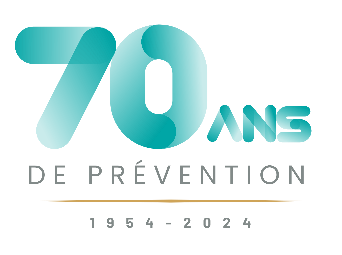 70 ANS
DE PRÉVENTION
1954-2024